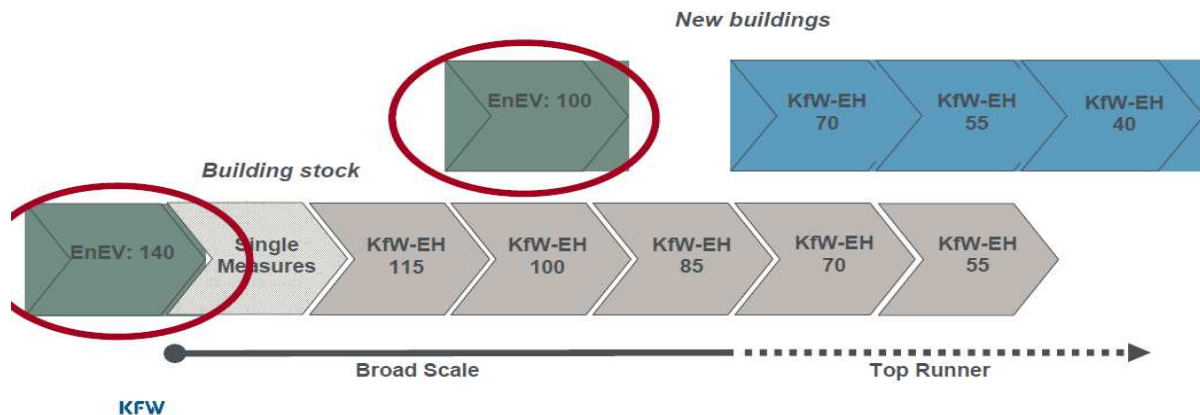 New buildings
EnEV: 100
KfW-EH
70
KfW-EH
55
KfW-EH
40
Building stock
EnEV: 140
Single
Measures
KfW-EH
115
KfW-EH
100
KfW-EH
85
KfW-EH
70
KfW-EH
55
Broad Scale
Top Runner
KFW